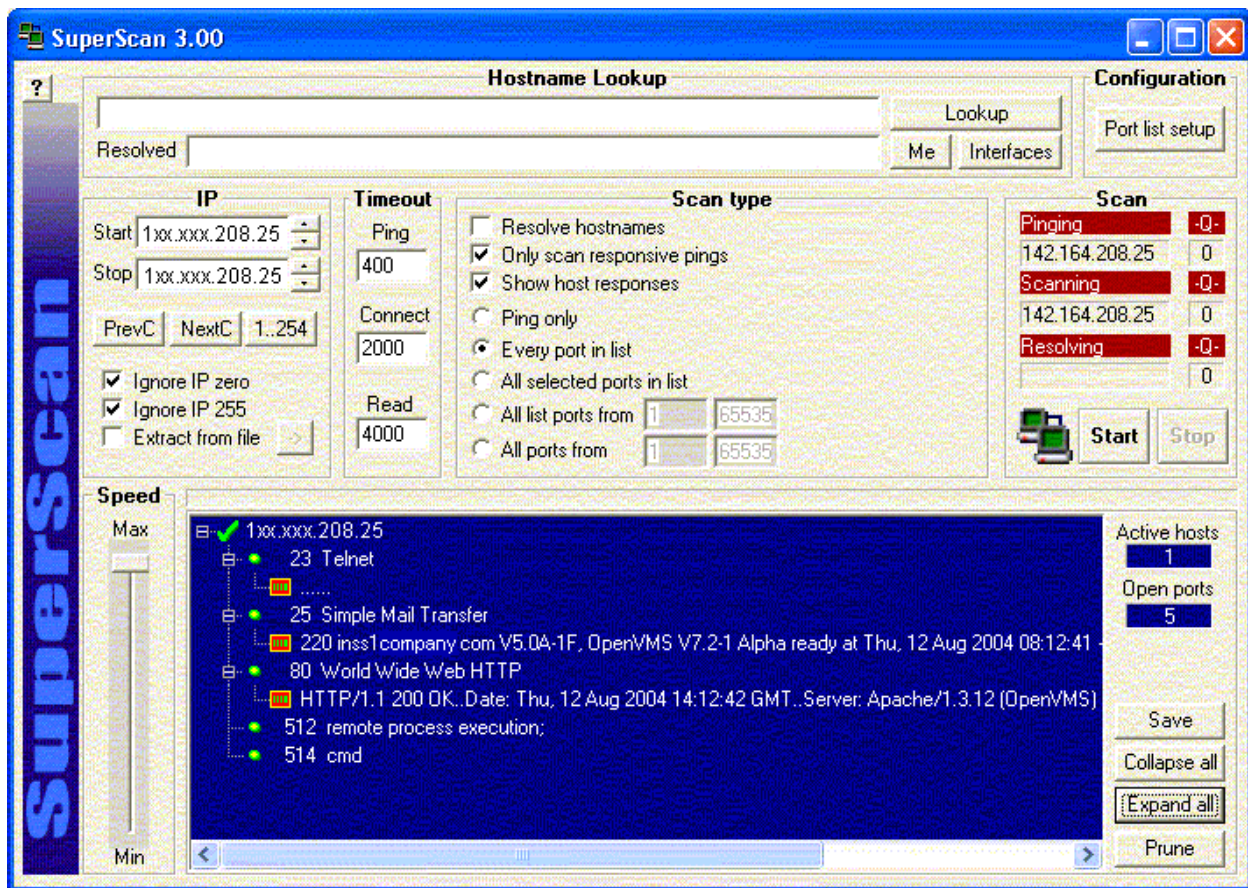 SuperScan 3.00
?
Hostname Lookup
Lookup
Resolved
Me
Interfaces
Configuration
Port list setup
SuperScan
IP
Start 1xx.xxx.208.25
Stop 1xx.xxx.208.25
PrevC NextC 1..254
Ignore IP zero
Ignore IP 255
Extract from file ->
Timeout
Ping
400
Connect
2000
Read
4000
Scan type
Resolve hostnames
Only scan responsive pings
Show host responses
Ping only
Every port in list
All selected ports in list
All list ports from 1 65535
All ports from 1 65535
Scan
Pinging -Q-
142.164.208.25 0
Scanning -Q-
142.164.208.25 0
Resolving -Q-
0
Start Stop
Speed
Max
Min
1xx.xxx.208.25
23 Telnet
......
25 Simple Mail Transfer
220 inss1company com V5.0A-1F, OpenVMS V7.2-1 Alpha ready at Thu, 12 Aug 2004 08:12:41 -
80 World Wide Web HTTP
HTTP/1.1 200 OK..Date: Thu, 12 Aug 2004 14:12:42 GMT..Server: Apache/1.3.12 (OpenVMS)
512 remote process execution;
514 cmd
Active hosts
1
Open ports
5
Save
Collapse all
Expand all
Prune